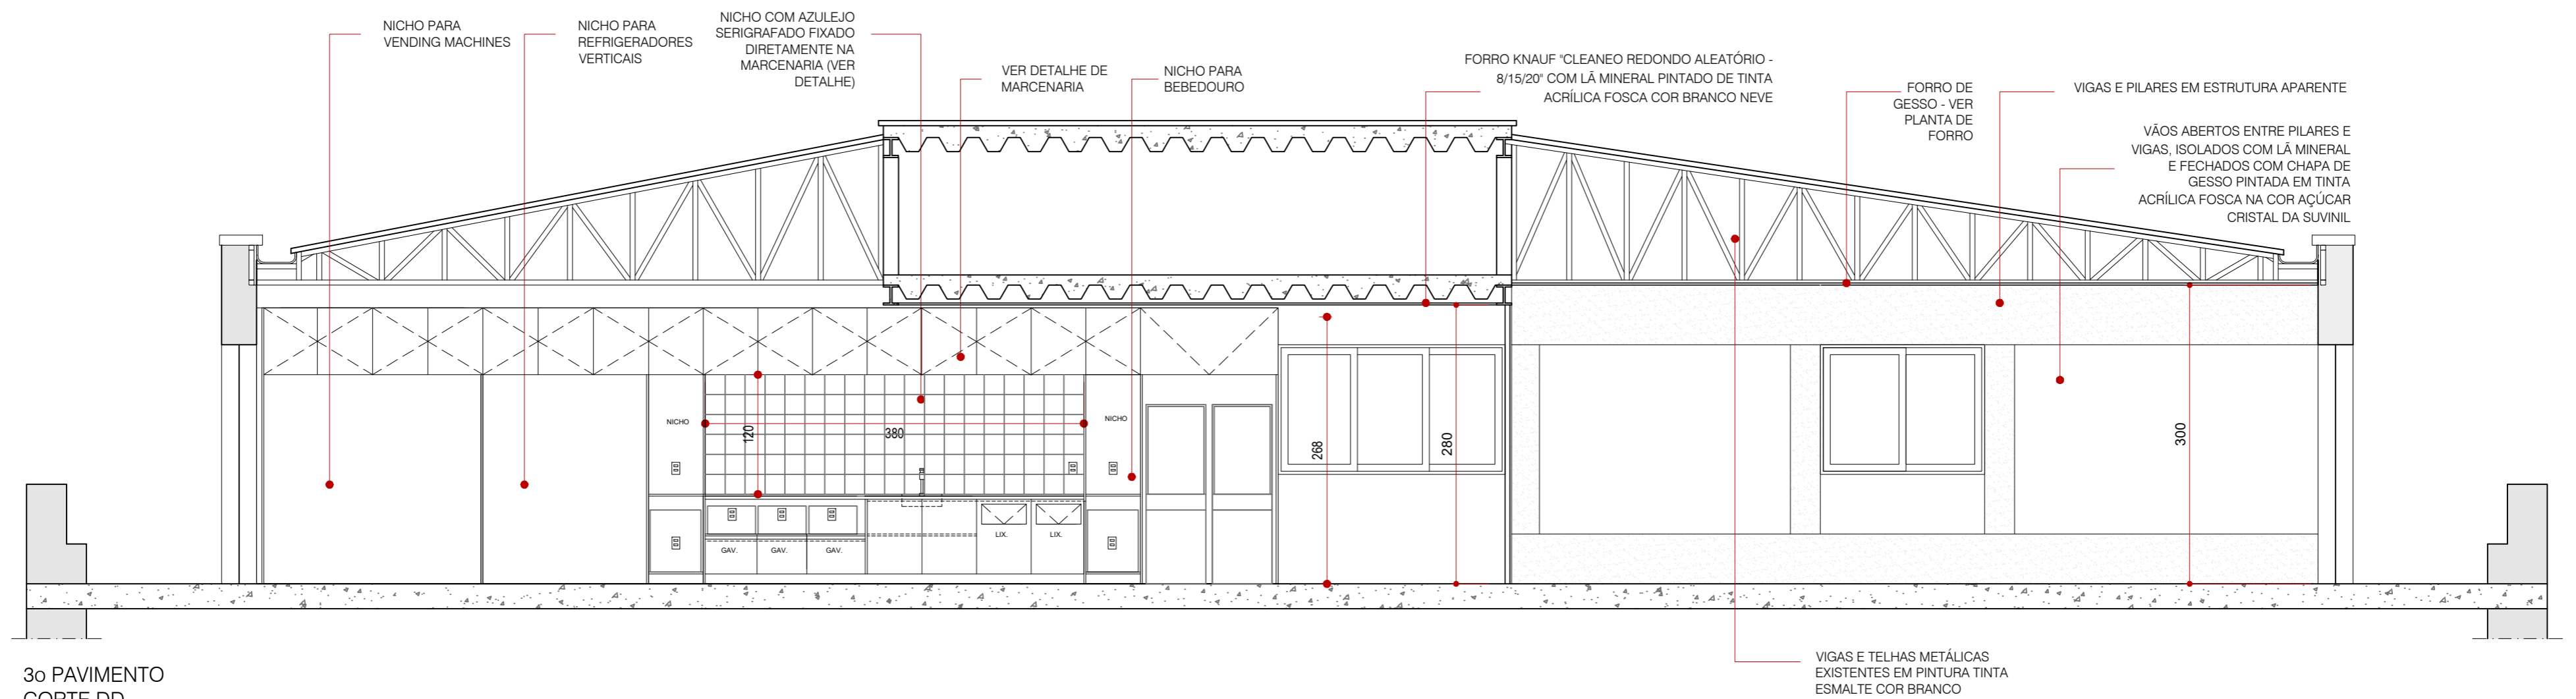 NICHO PARA
VENDING MACHINES
NICHO PARA
REFRIGERADORES
VERTICAIS
NICHO COM AZULEJO
SERIGRAFADO FIXADO
DIRETAMENTE NA
MARCENARIA (VER
DETALHE)
VER DETALHE DE
MARCENARIA
NICHO PARA
BEBEDOURO
FORRO KNAUF "CLEANEO REDONDO ALEATÓRIO -
8/15/20" COM LÃ MINERAL PINTADO DE TINTA
ACRÍLICA FOSCA COR BRANCO NEVE
FORRO DE
GESSO - VER
PLANTA DE
FORRO
VIGAS E PILARES EM ESTRUTURA APARENTE
VÃOS ABERTOS ENTRE PILARES E
VIGAS, ISOLADOS COM LÃ MINERAL
E FECHADOS COM CHAPA DE
GESSO PINTADA EM TINTA
ACRÍLICA FOSCA NA COR AÇÚCAR
CRISTAL DA SUVINIL
NICHO
120
380
NICHO
268
280
300
GAV.
GAV.
GAV.
LIX.
LIX.
VIGAS E TELHAS METÁLICAS
EXISTENTES EM PINTURA TINTA
ESMALTE COR BRANCO
3o PAVIMENTO
CORTE DD